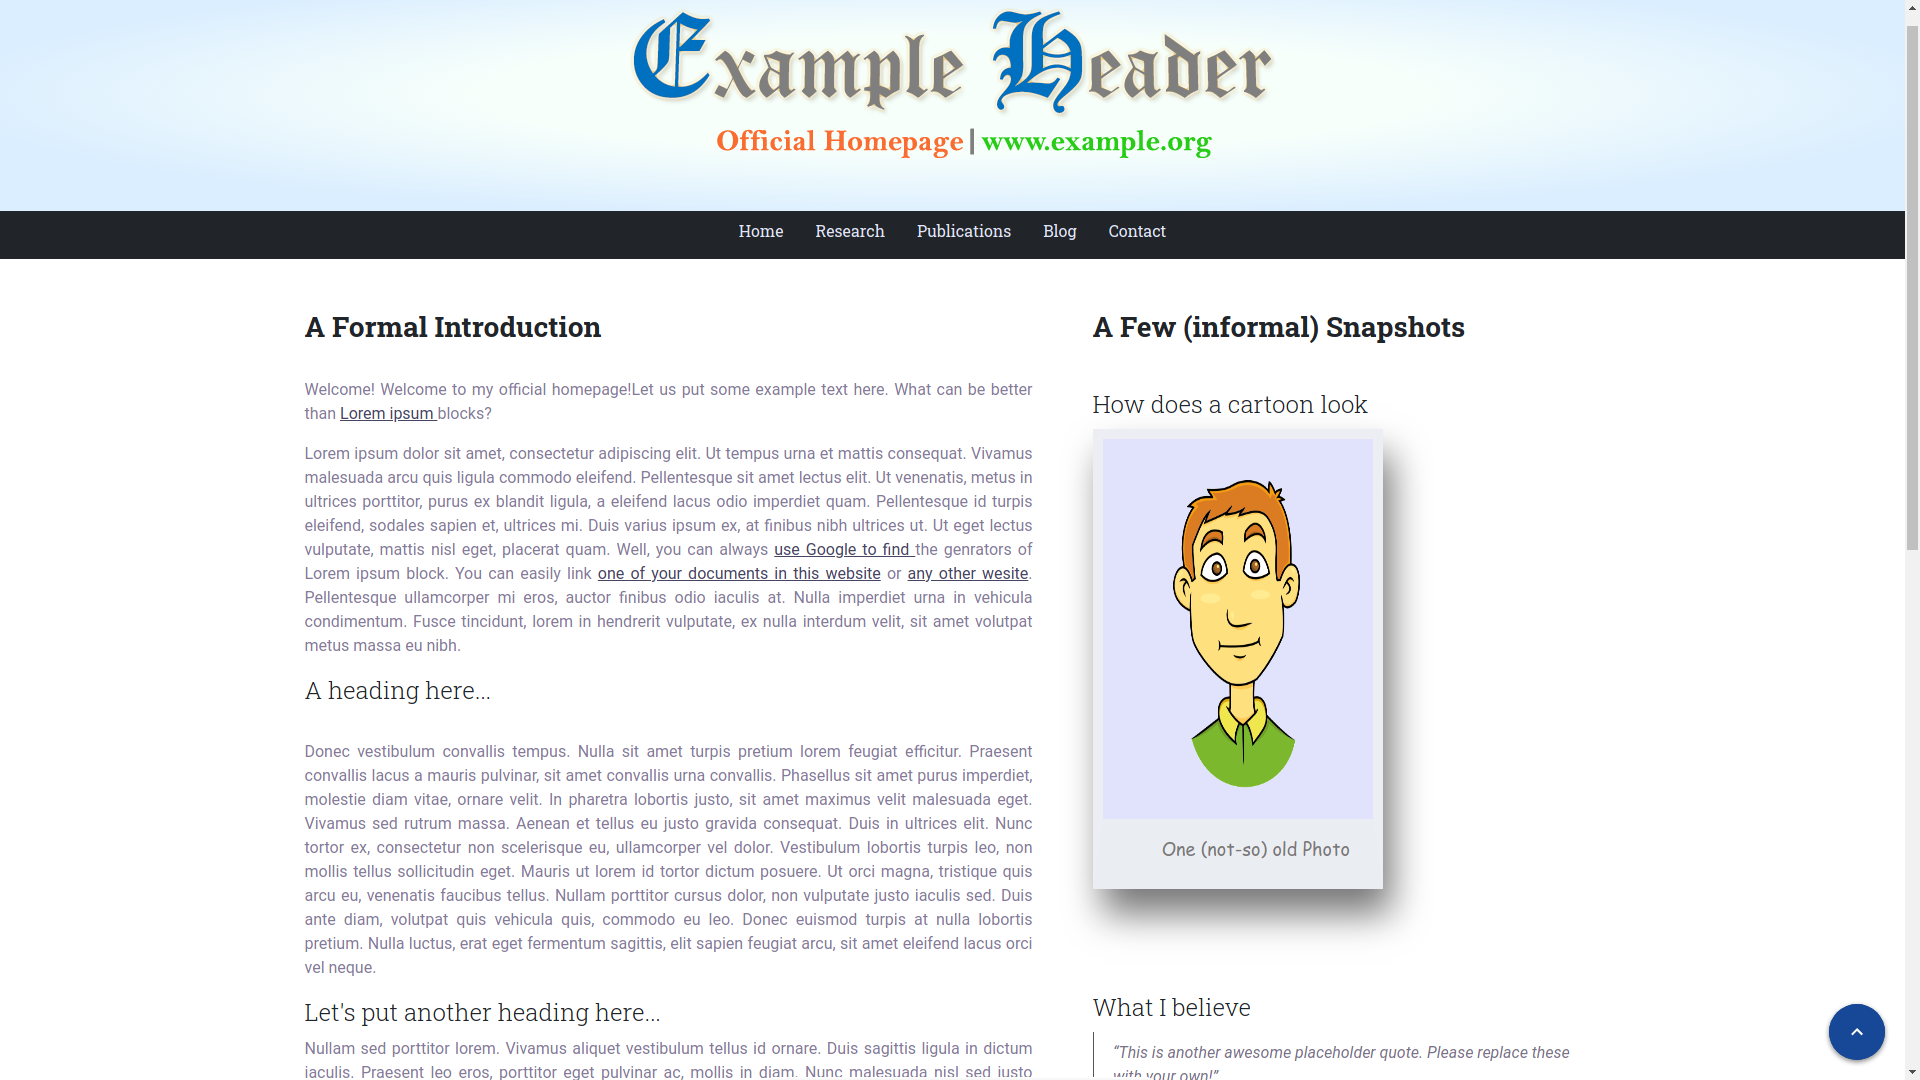 Example Header
Official Homepage | www.example.org
Home Research Publications Blog Contact
A Formal Introduction
Welcome! Welcome to my official homepage!Let us put some example text here. What can be better
than Lorem ipsum blocks?
Lorem ipsum dolor sit amet, consectetur adipiscing elit. Ut tempus urna et mattis consequat. Vivamus
malesuada arcu quis ligula commodo eleifend. Pellentesque sit amet lectus elit. Ut venenatis, metus in
ultrices porttitor, purus ex blandit ligula, a eleifend lacus odio imperdiet quam. Pellentesque id turpis
eleifend, sodales sapien et, ultrices mi. Duis varius ipsum ex, at finibus nibh ultrices ut. Ut eget lectus
vulputate, mattis nisl eget, placerat quam. Well, you can always use Google to find the genrators of
Lorem ipsum block. You can easily link one of your documents in this website or any other wesite.
Pellentesque ullamcorper mi eros, auctor finibus odio iaculis at. Nulla imperdiet urna in vehicula
condimentum. Fusce tincidunt, lorem in hendrerit vulputate, ex nulla interdum velit, sit amet volutpat
metus massa eu nibh.
A heading here...
Donec vestibulum convallis tempus. Nulla sit amet turpis pretium lorem feugiat efficitur. Praesent
convallis lacus a mauris pulvinar, sit amet convallis urna convallis. Phasellus sit amet purus imperdiet,
molestie diam vitae, ornare velit. In pharetra lobortis justo, sit amet maximus velit malesuada eget.
Vivamus sed rutrum massa. Aenean et tellus eu justo gravida consequat. Duis in ultrices elit. Nunc
tortor ex, consectetur non scelerisque eu, ullamcorper vel dolor. Vestibulum lobortis turpis leo, non
mollis tellus sollicitudin eget. Mauris ut lorem id tortor dictum posuere. Ut orci magna, tristique quis
arcu eu, venenatis faucibus tellus. Nullam porttitor cursus dolor, non vulputate justo iaculis sed. Duis
ante diam, volutpat quis vehicula quis, commodo eu leo. Donec euismod turpis at nulla lobortis
pretium. Nulla luctus, erat eget fermentum sagittis, elit sapien feugiat arcu, sit amet eleifend lacus orci
vel neque.
Let's put another heading here...
Nullam sed porttitor lorem. Vivamus aliquet vestibulum tellus id ornare. Duis sagittis ligula in dictum
iaculis. Praesent leo eros, porttitor eget pulvinar ac, mollis in diam. Nunc malesuada nisl sed justo
A Few (informal) Snapshots
How does a cartoon look
One (not-so) old Photo
What I believe
“This is another awesome placeholder quote. Please replace these
with your own!”